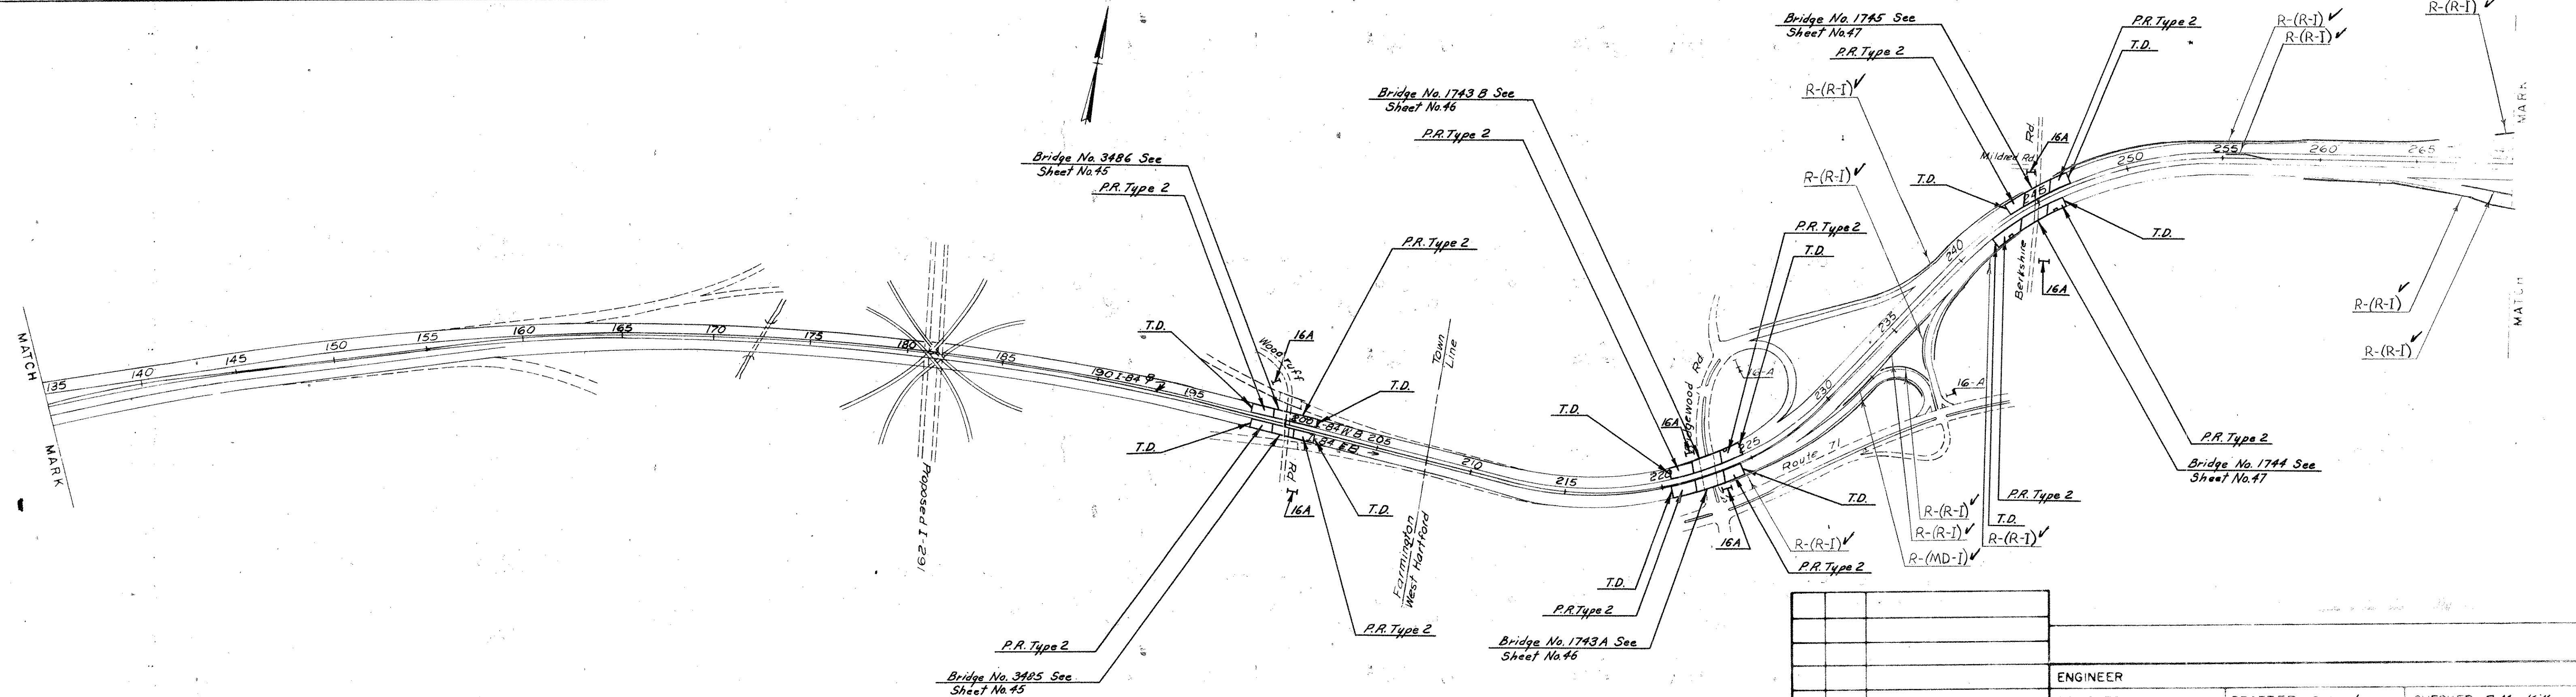 Bridge No. 1745 See
Sheet No.47
P.R. Type 2
P.R. Type 2
T.D.
R-(R-I) ✓
R-(R-I) ✓
R-(R-I) ✓
Bridge No. 1743 B See
Sheet No.46
P.R. Type 2
R-(R-I) ✓
R-(R-I) ✓
Bridge No. 3486 See
Sheet No.45
P.R. Type 2
P.R. Type 2
T.D.
16A
Woodruff
Rd
16A
T.D.
T.D.
T.D.
P.R. Type 2
P.R. Type 2
Bridge No. 3485 See
Sheet No.45
MATCH
MARK
135
140
145
150
155
160
165
170
175
180
185
190 I-84 ⅊
195
200 I-84 W.B. 205
I-84 E.B.
210
215
220
225
230
235
240
245
250
255
260
265
Proposed I-291
Town
Line
Farmington
West Hartford
Ridgewood Rd
16A
16A
16-A
16-A
Route 71
P.R. Type 2
T.D.
T.D.
T.D.
T.D.
P.R. Type 2
Bridge No. 1743 A See
Sheet No.46
P.R. Type 2
R-(R-I) ✓
R-(R-I) ✓
R-(R-I) ✓
R-(MD-I) ✓
R-(R-I) ✓
T.D.
P.R. Type 2
Mildred Rd
Berkshire
Rd
16A
16A
T.D.
T.D.
P.R. Type 2
Bridge No. 1744 See
Sheet No.47
R-(R-I) ✓
R-(R-I) ✓
MATCH
MARK
ENGINEER